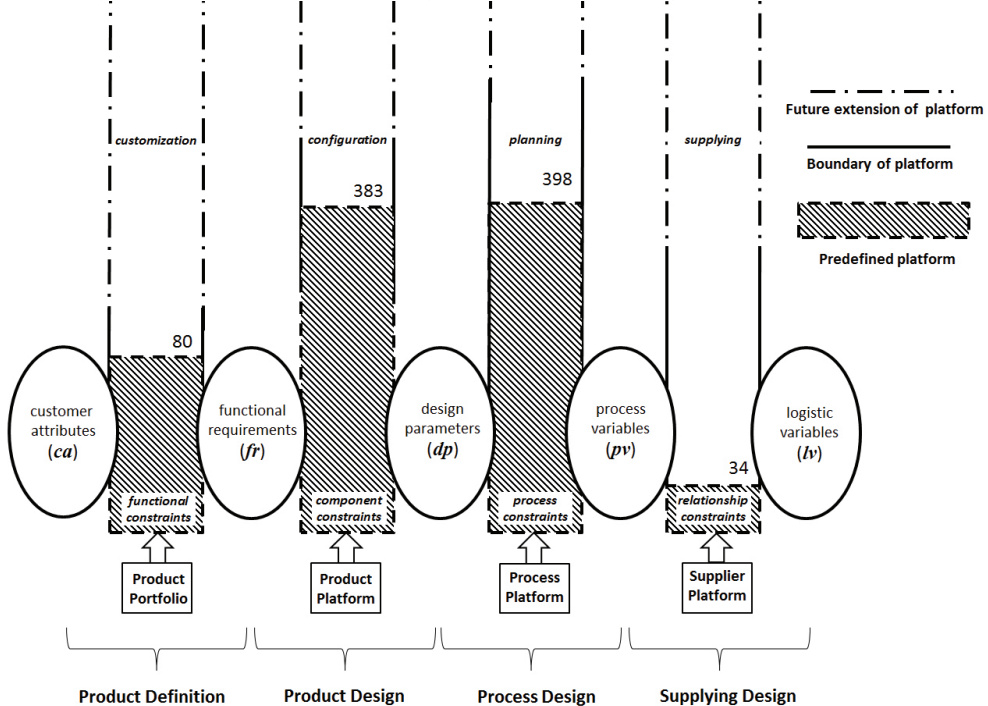 customization
configuration
planning
supplying
Future extension of platform
Boundary of platform
Predefined platform
80
383
398
34
customer
attributes
(ca)
functional
requirements
(fr)
design
parameters
(dp)
process
variables
(pv)
logistic
variables
(lv)
functional
constraints
component
constraints
process
constraints
relationship
constraints
Product
Portfolio
Product
Platform
Process
Platform
Supplier
Platform
Product Definition
Product Design
Process Design
Supplying Design